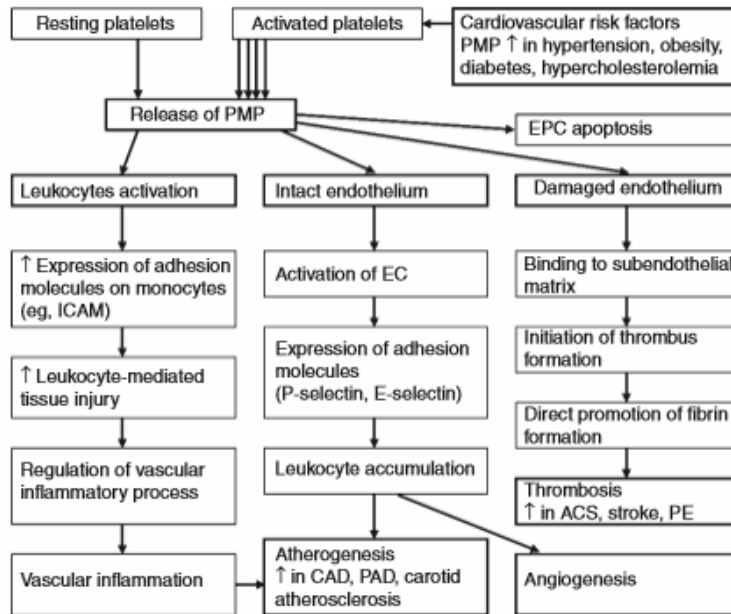 Resting platelets
Activated platelets
Cardiovascular risk factors
PMP ↑ in hypertension, obesity,
diabetes, hypercholesterolemia
Release of PMP
EPC apoptosis
Leukocytes activation
Intact endothelium
Damaged endothelium
↑ Expression of adhesion
molecules on monocytes
(eg, ICAM)
Activation of EC
Binding to subendothelial
matrix
↑ Leukocyte-mediated
tissue injury
Expression of adhesion
molecules
(P-selectin, E-selectin)
Initiation of thrombus
formation
Direct promotion of fibrin
formation
Regulation of vascular
inflammatory process
Leukocyte accumulation
Thrombosis
↑ in ACS, stroke, PE
Vascular inflammation
Atherogenesis
↑ in CAD, PAD, carotid
atherosclerosis
Angiogenesis